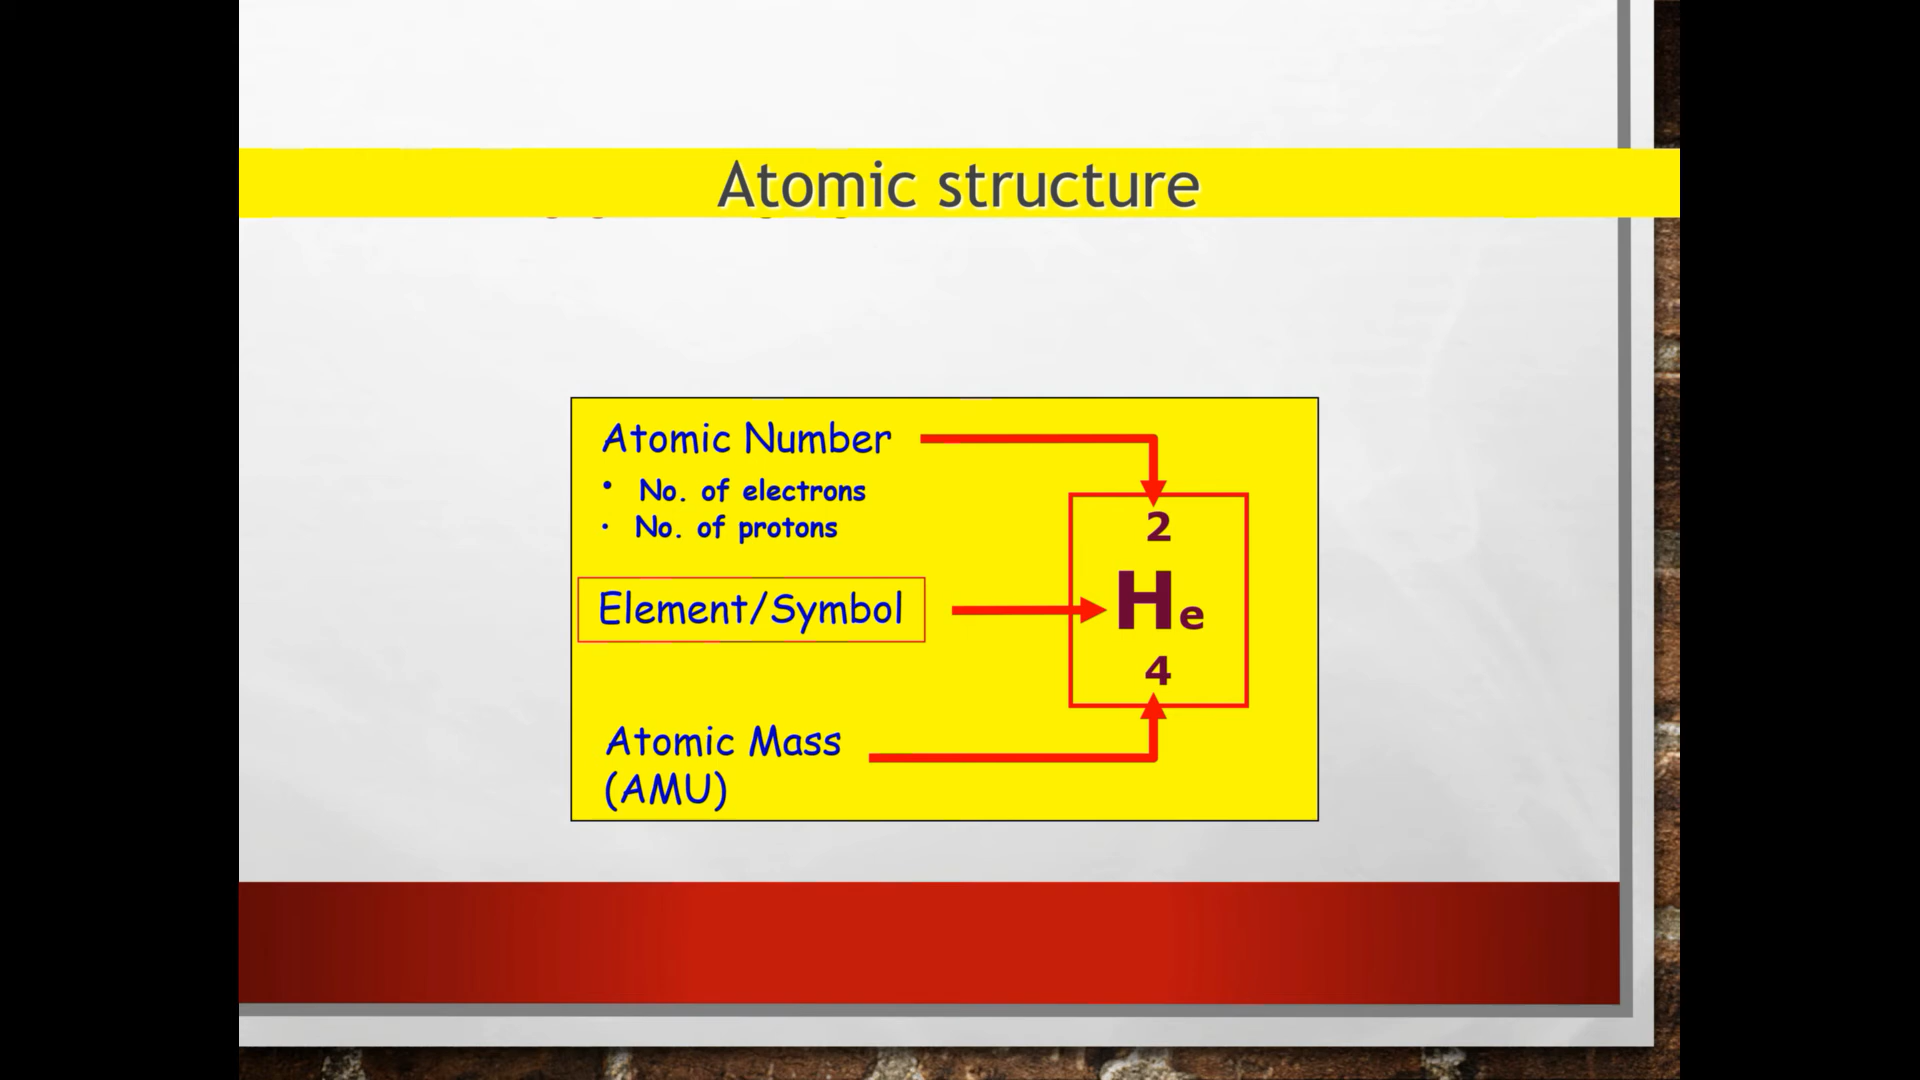 Atomic structure
Atomic Number
• No. of electrons
• No. of protons
2
Element/Symbol
He
4
Atomic Mass
(AMU)